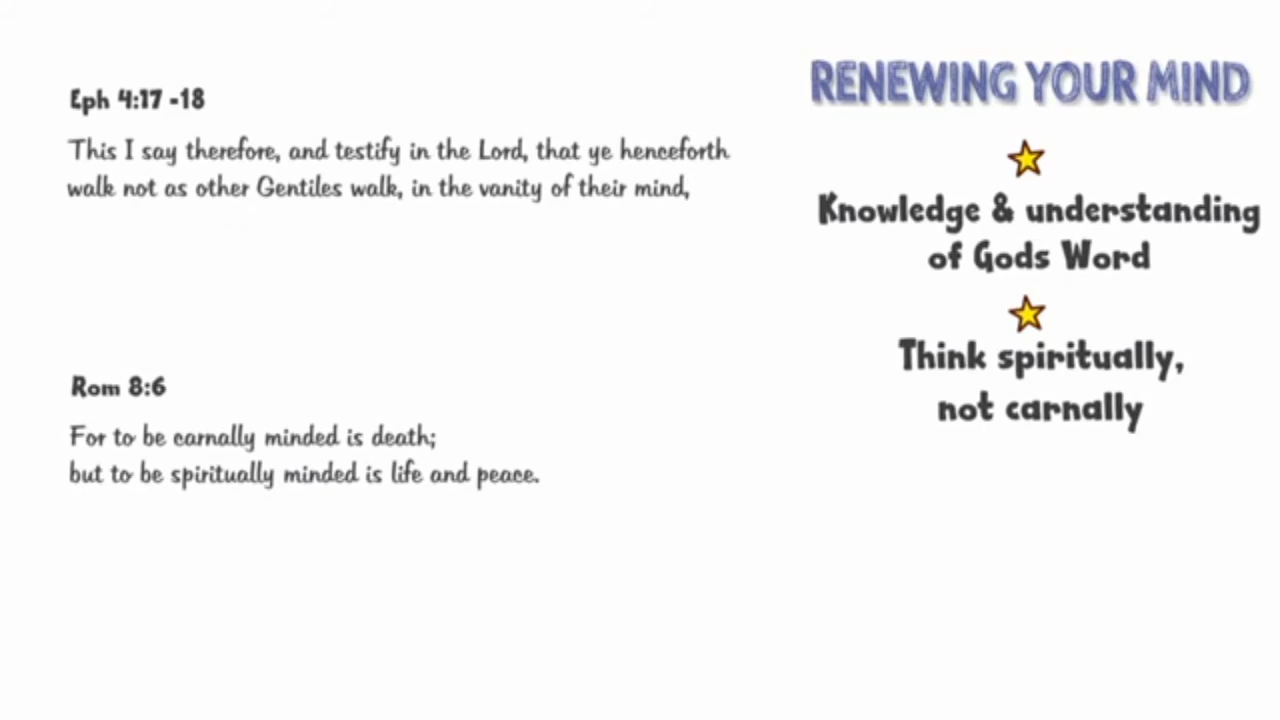 Eph 4:17 -18
This I say therefore, and testify in the Lord, that ye henceforth
walk not as other Gentiles walk, in the vanity of their mind,
Rom 8:6
For to be carnally minded is death;
but to be spiritually minded is life and peace.
RENEWING YOUR MIND
Knowledge & understanding
of Gods Word
Think spiritually,
not carnally